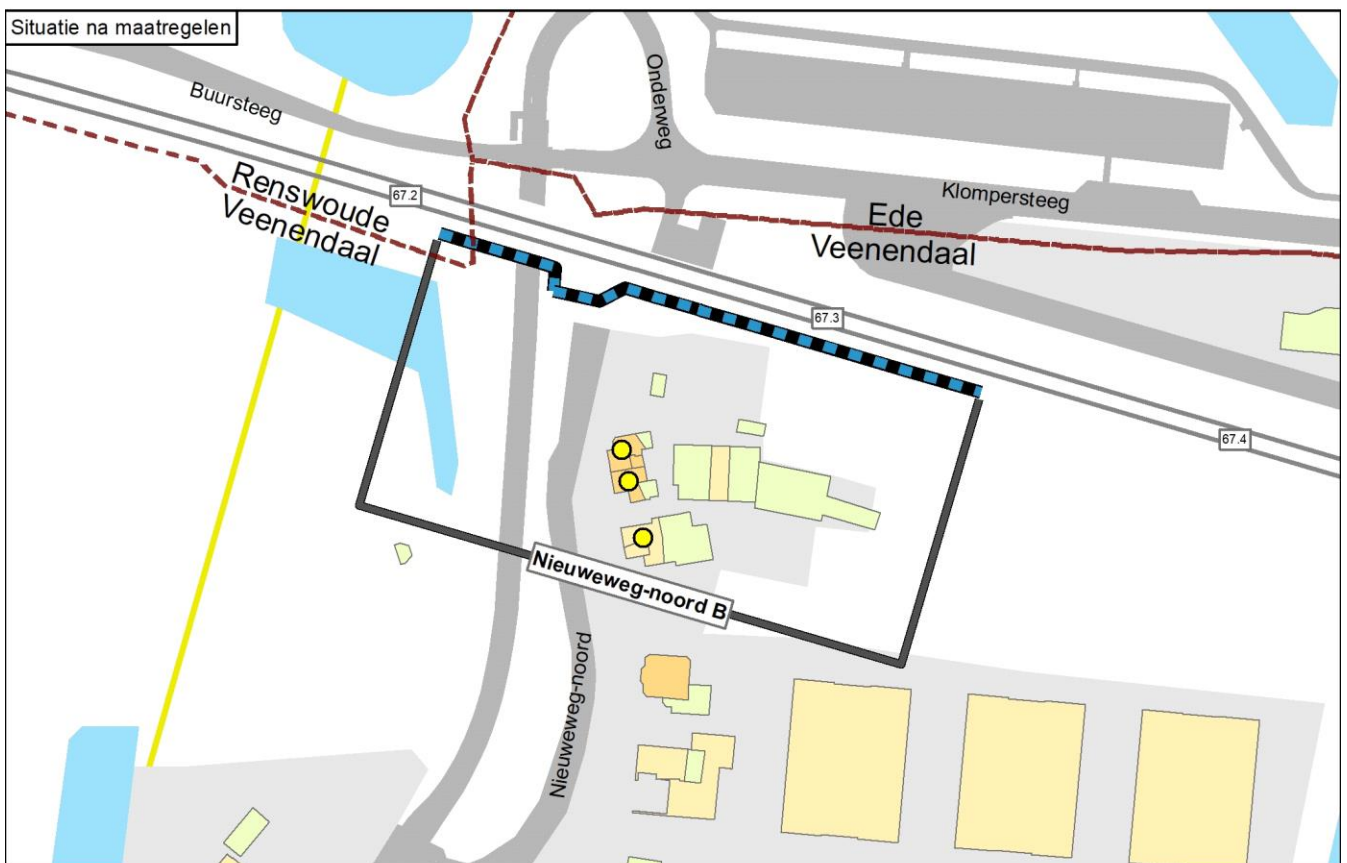 Situatie na maatregelen
Buursteeg
Onderweg
Klompersteeg
67.2
Renswoude
Veenendaal
Ede
Veenendaal
67.3
67.4
Nieuweweg-noord B
Nieuweweg-noord